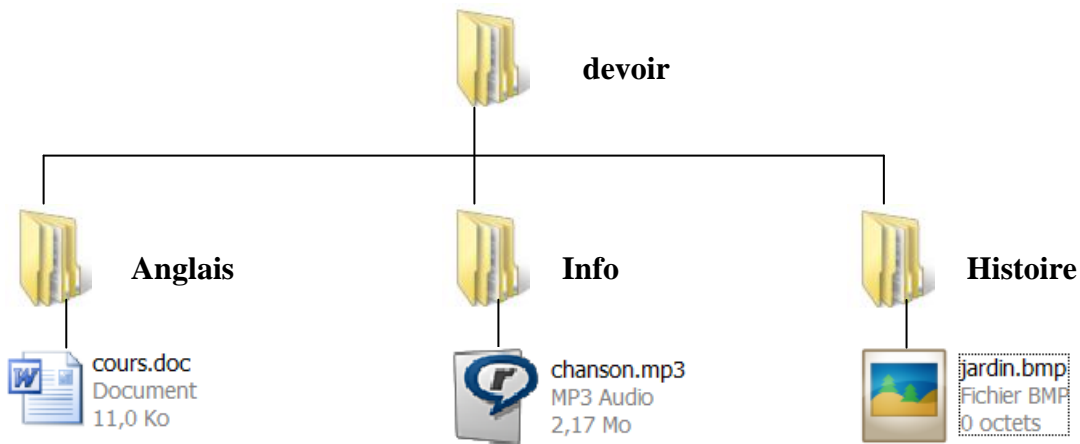 devoir
Anglais
Info
Histoire
cours.doc
Document
11,0 Ko
chanson.mp3
MP3 Audio
2,17 Mo
jardin.bmp
Fichier BMP
0 octets